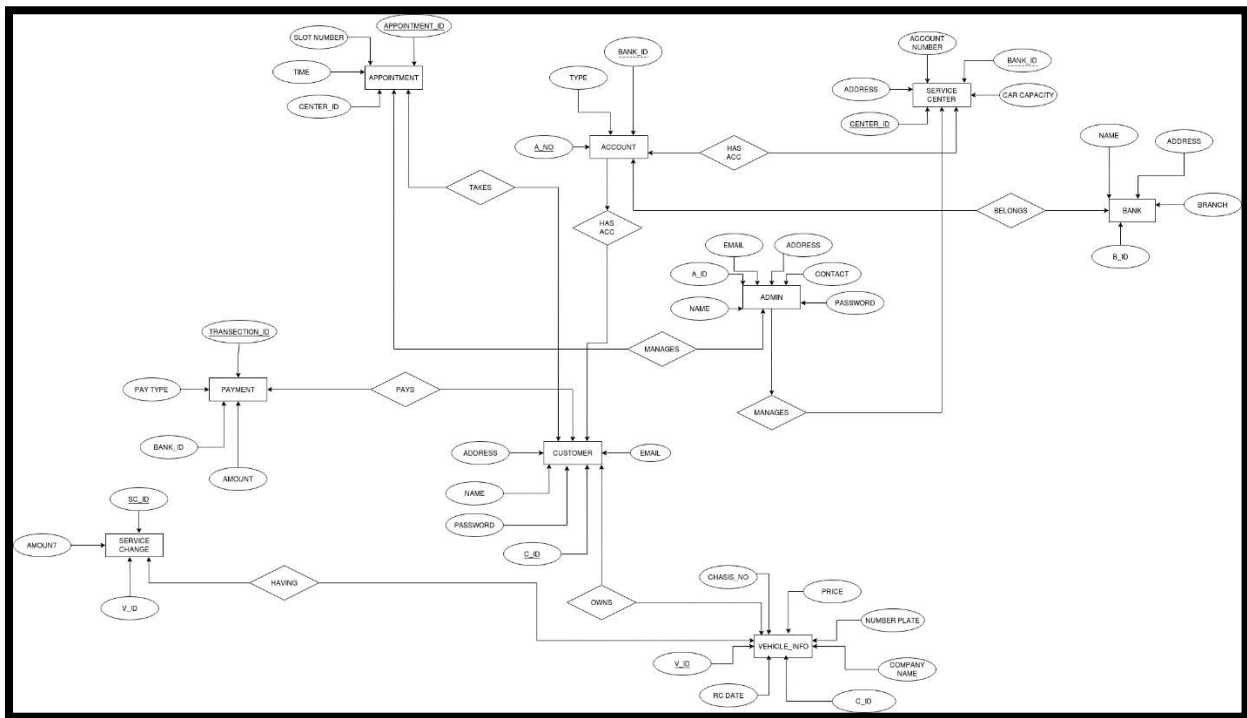 APPOINTMENT_ID
SLOT NUMBER
TIME
APPOINTMENT
CENTER_ID
BANK_ID
TYPE
A_NO
ACCOUNT
ACCOUNT
NUMBER
BANK_ID
ADDRESS
SERVICE
CENTER
CAR CAPACITY
CENTER_ID
HAS
ACC
NAME
ADDRESS
TAKES
HAS
ACC
BELONGS
BANK
BRANCH
B_ID
EMAIL
ADDRESS
A_ID
CONTACT
ADMIN
NAME
PASSWORD
TRANSECTION_ID
MANAGES
PAY TYPE
PAYMENT
PAYS
MANAGES
BANK_ID
AMOUNT
ADDRESS
CUSTOMER
EMAIL
NAME
PASSWORD
C_ID
SC_ID
AMOUNT
SERVICE
CHANGE
V_ID
HAVING
OWNS
CHASIS_NO
PRICE
NUMBER PLATE
VEHICLE_INFO
V_ID
COMPANY
NAME
RC DATE
C_ID